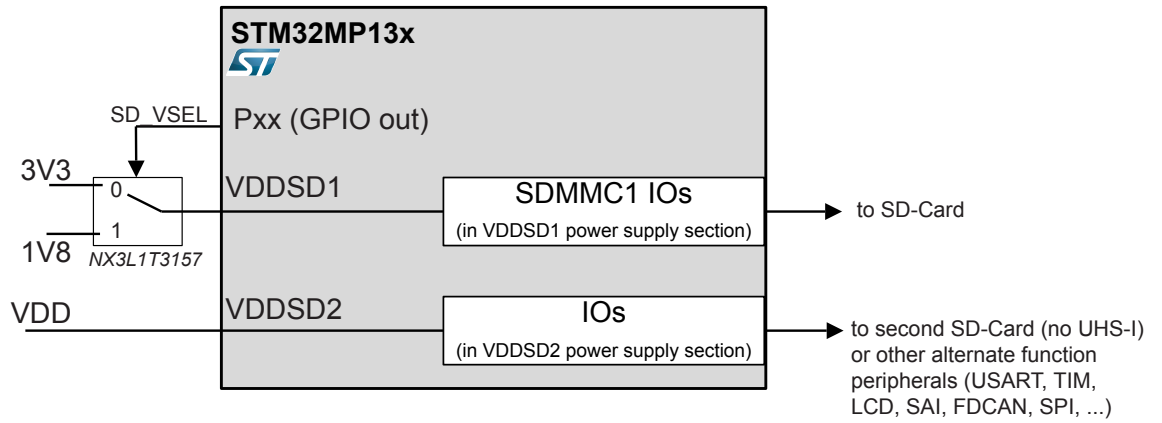 STM32MP13x
ST
SD_VSEL
Pxx (GPIO out)
3V3
0
VDDSD1
SDMMC1 IOs
(in VDDSD1 power supply section)
to SD-Card
1
1V8
NX3L1T3157
VDD
VDDSD2
IOs
(in VDDSD2 power supply section)
to second SD-Card (no UHS-I)
or other alternate function
peripherals (USART, TIM,
LCD, SAI, FDCAN, SPI, ...)